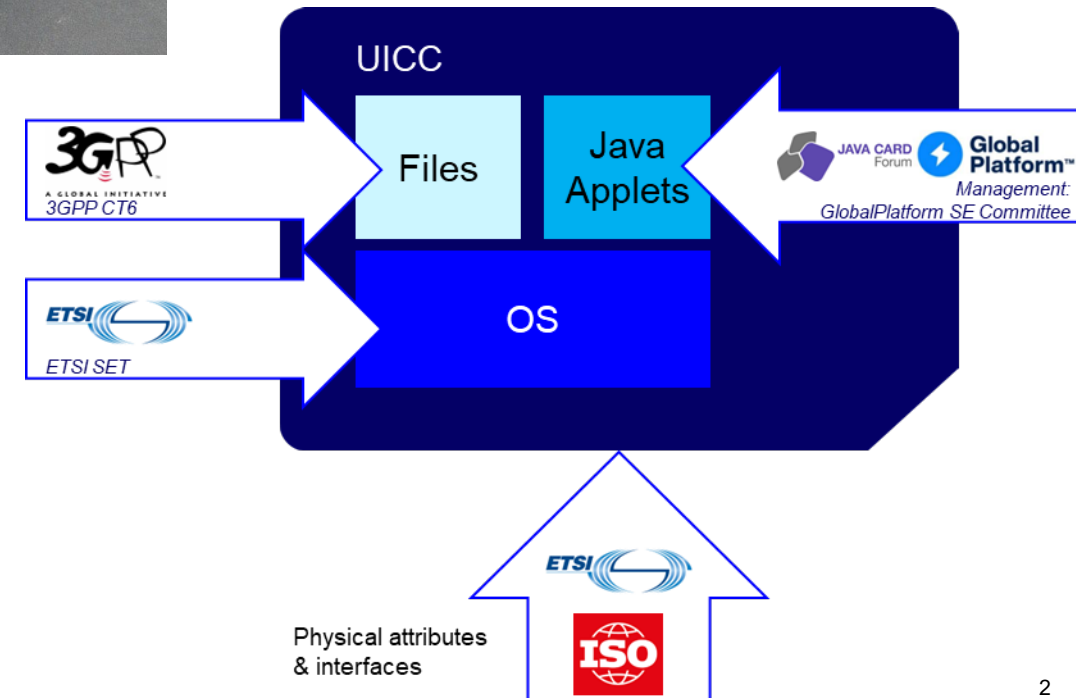 UICC
Files
Java
Applets
3GPP™
A GLOBAL INITIATIVE
3GPP CT6
JAVA CARD
Forum
Global
Platform™
Management:
GlobalPlatform SE Committee
ETSI
ETSI SET
OS
ETSI
Physical attributes
& interfaces
ISO
2